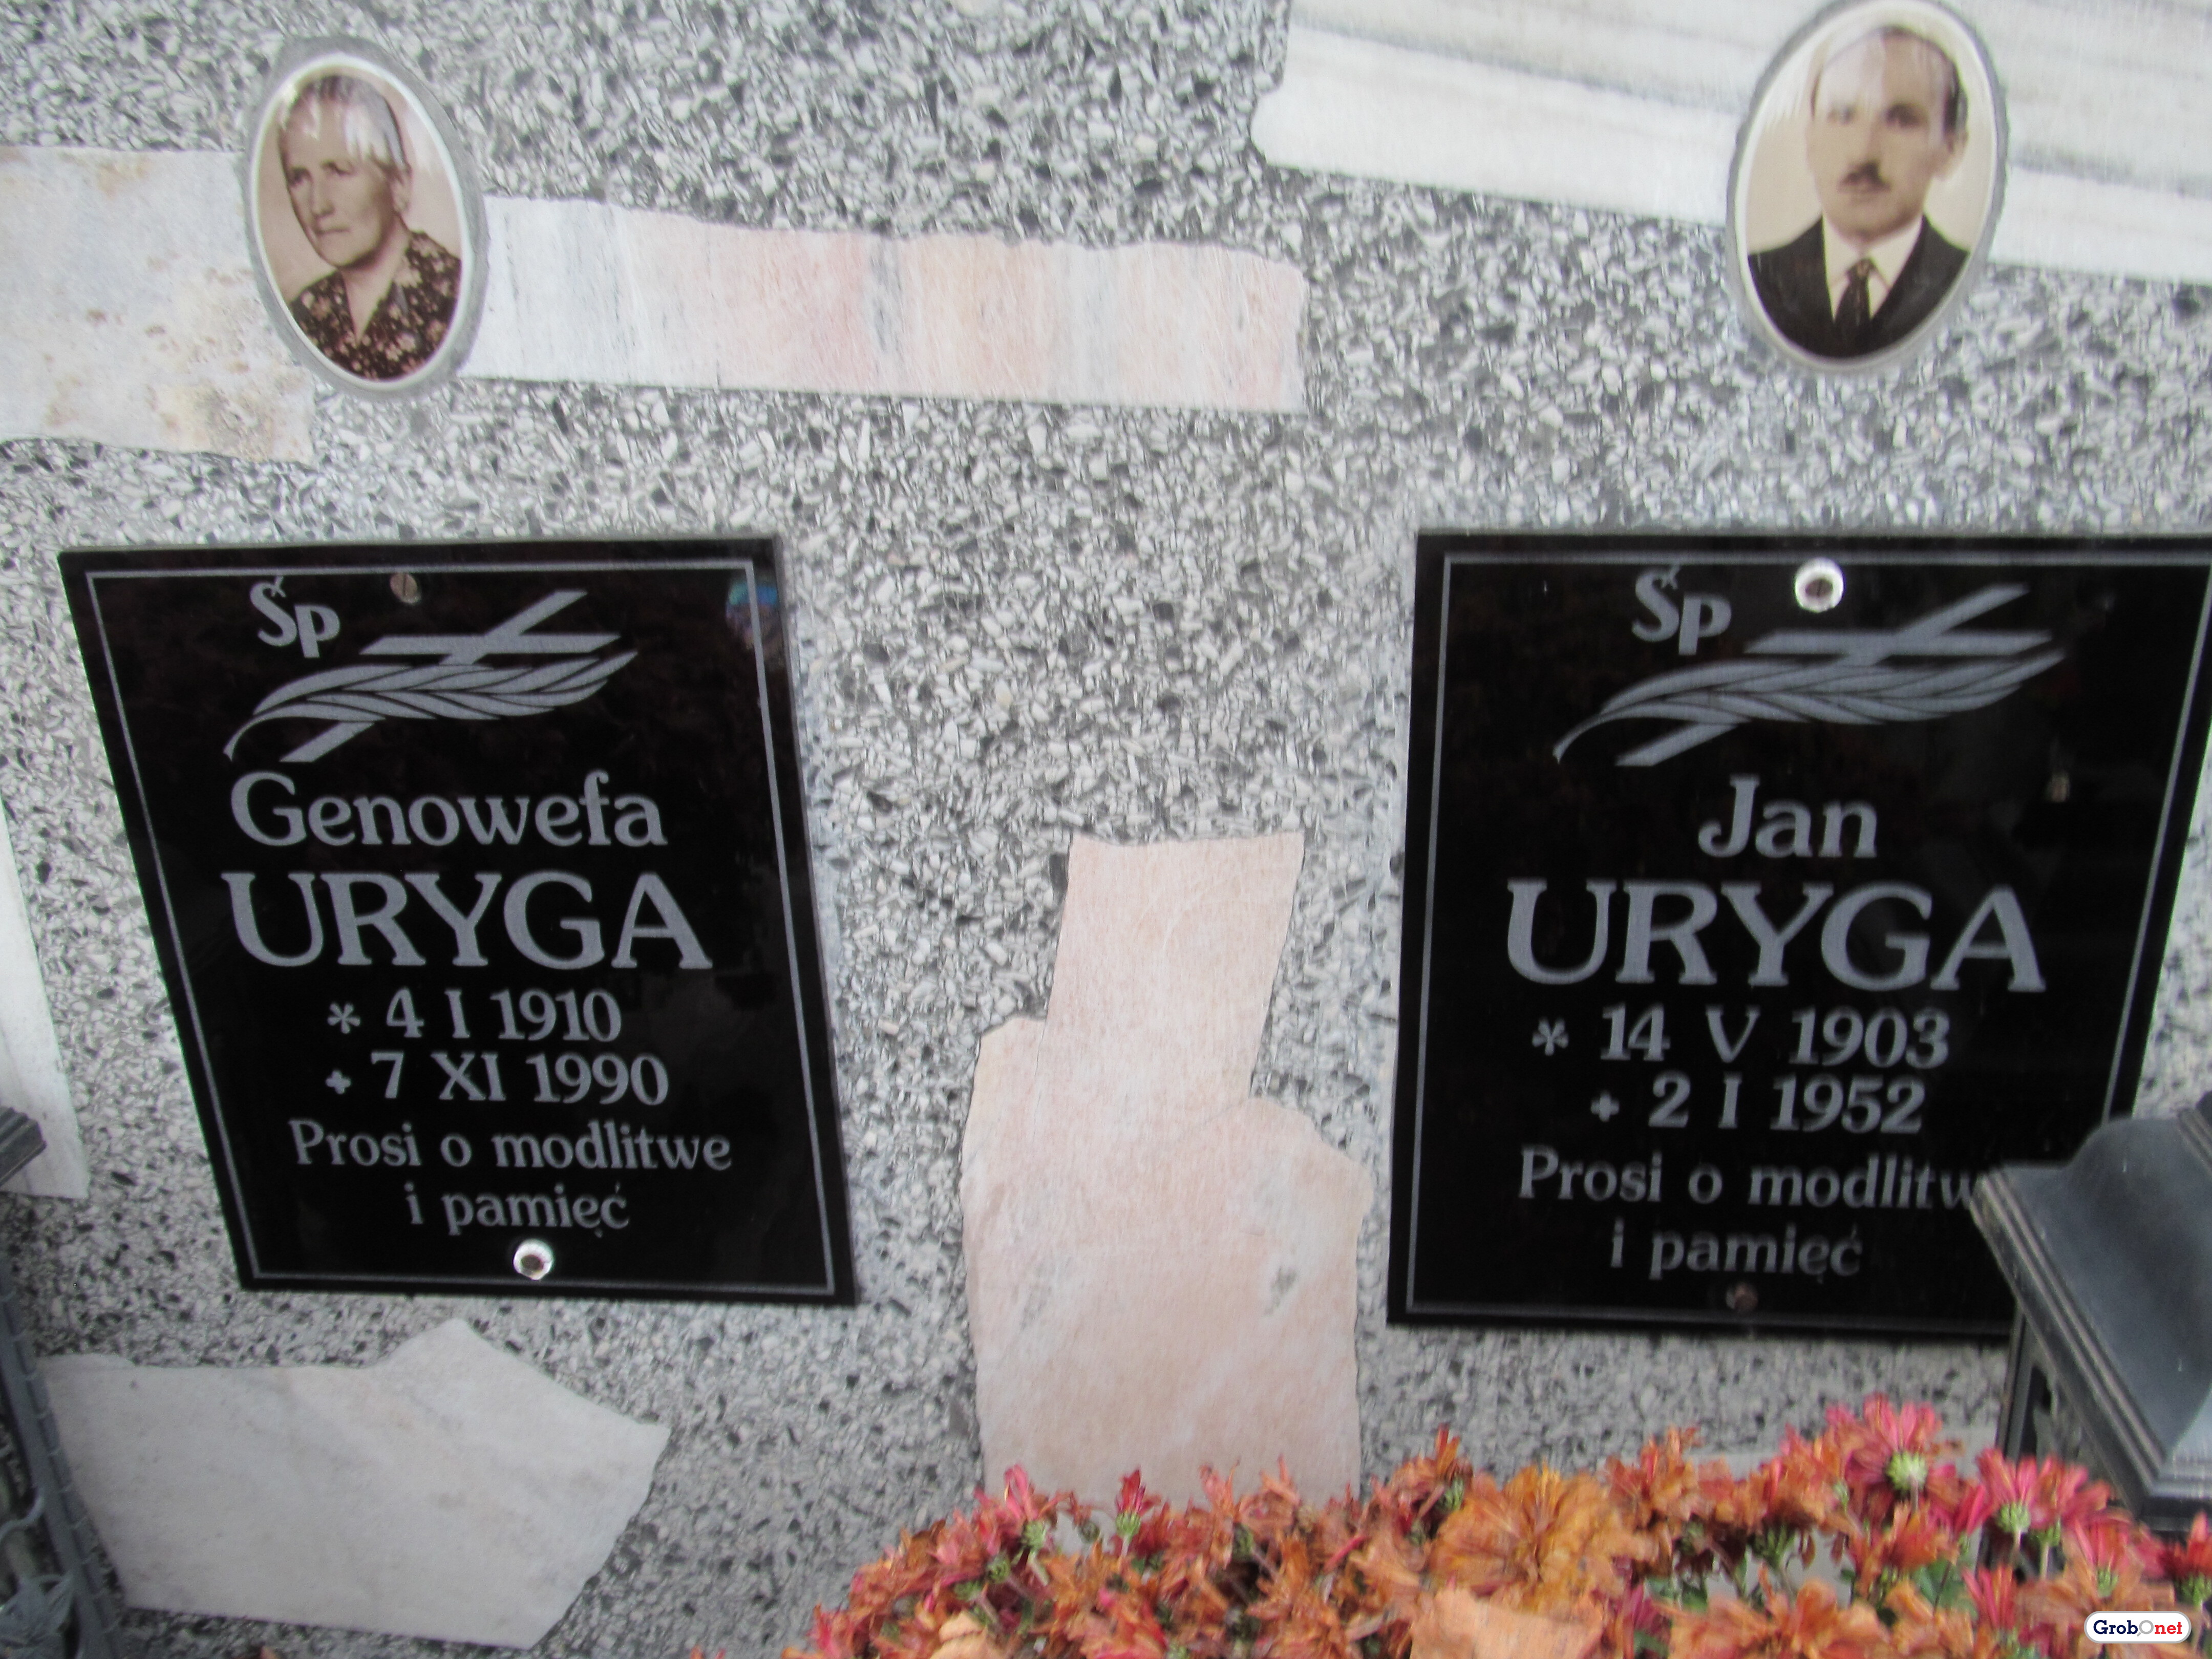 Śp
Genowefa
URYGA
* 4 I 1910
+ 7 XI 1990
Prosi o modlitwe
i pamięć
Śp
Jan
URYGA
* 14 V 1903
+ 2 I 1952
Prosi o modlitw
i pamięć
Grobonet